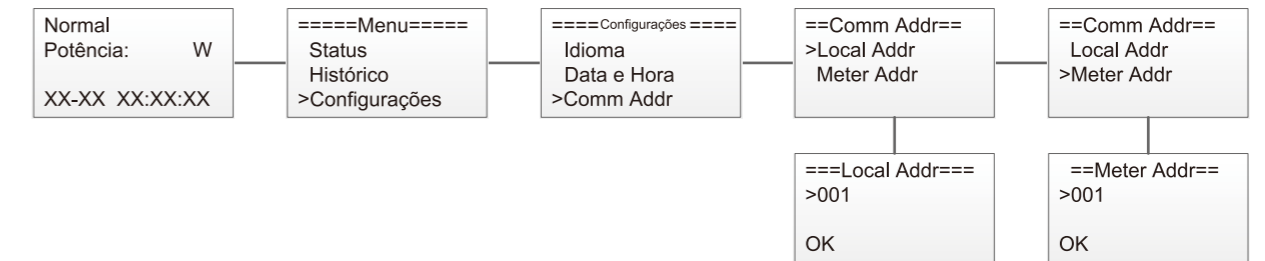 Normal
Potência: W
XX-XX XX:XX:XX
=====Menu=====
Status
Histórico
>Configurações
====Configurações ====
Idioma
Data e Hora
>Comm Addr
==Comm Addr==
>Local Addr
Meter Addr
==Comm Addr==
Local Addr
>Meter Addr
===Local Addr===
>001
OK
==Meter Addr==
>001
OK